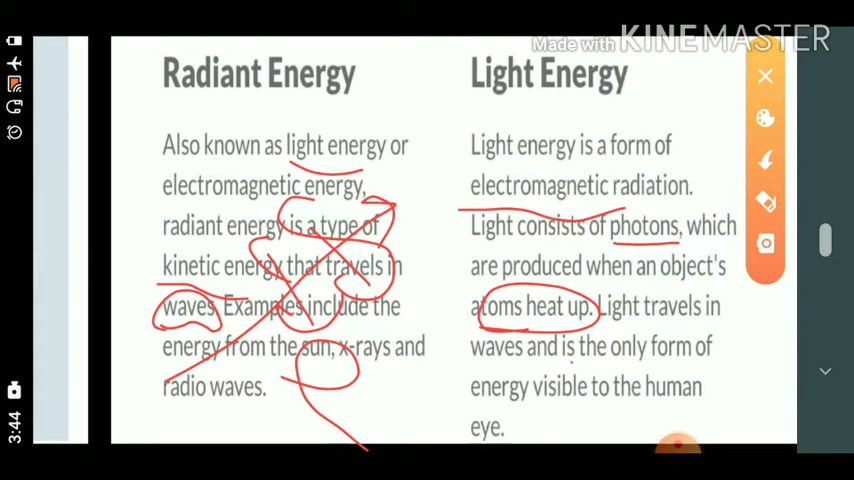 Made with KINEMASTER
Radiant Energy
Also known as light energy or
electromagnetic energy,
radiant energy is a type of
kinetic energy that travels in
waves. Examples include the
energy from the sun, x-rays and
radio waves.
Light Energy
Light energy is a form of
electromagnetic radiation.
Light consists of photons, which
are produced when an object's
atoms heat up. Light travels in
waves and is the only form of
energy visible to the human
eye.
3:44